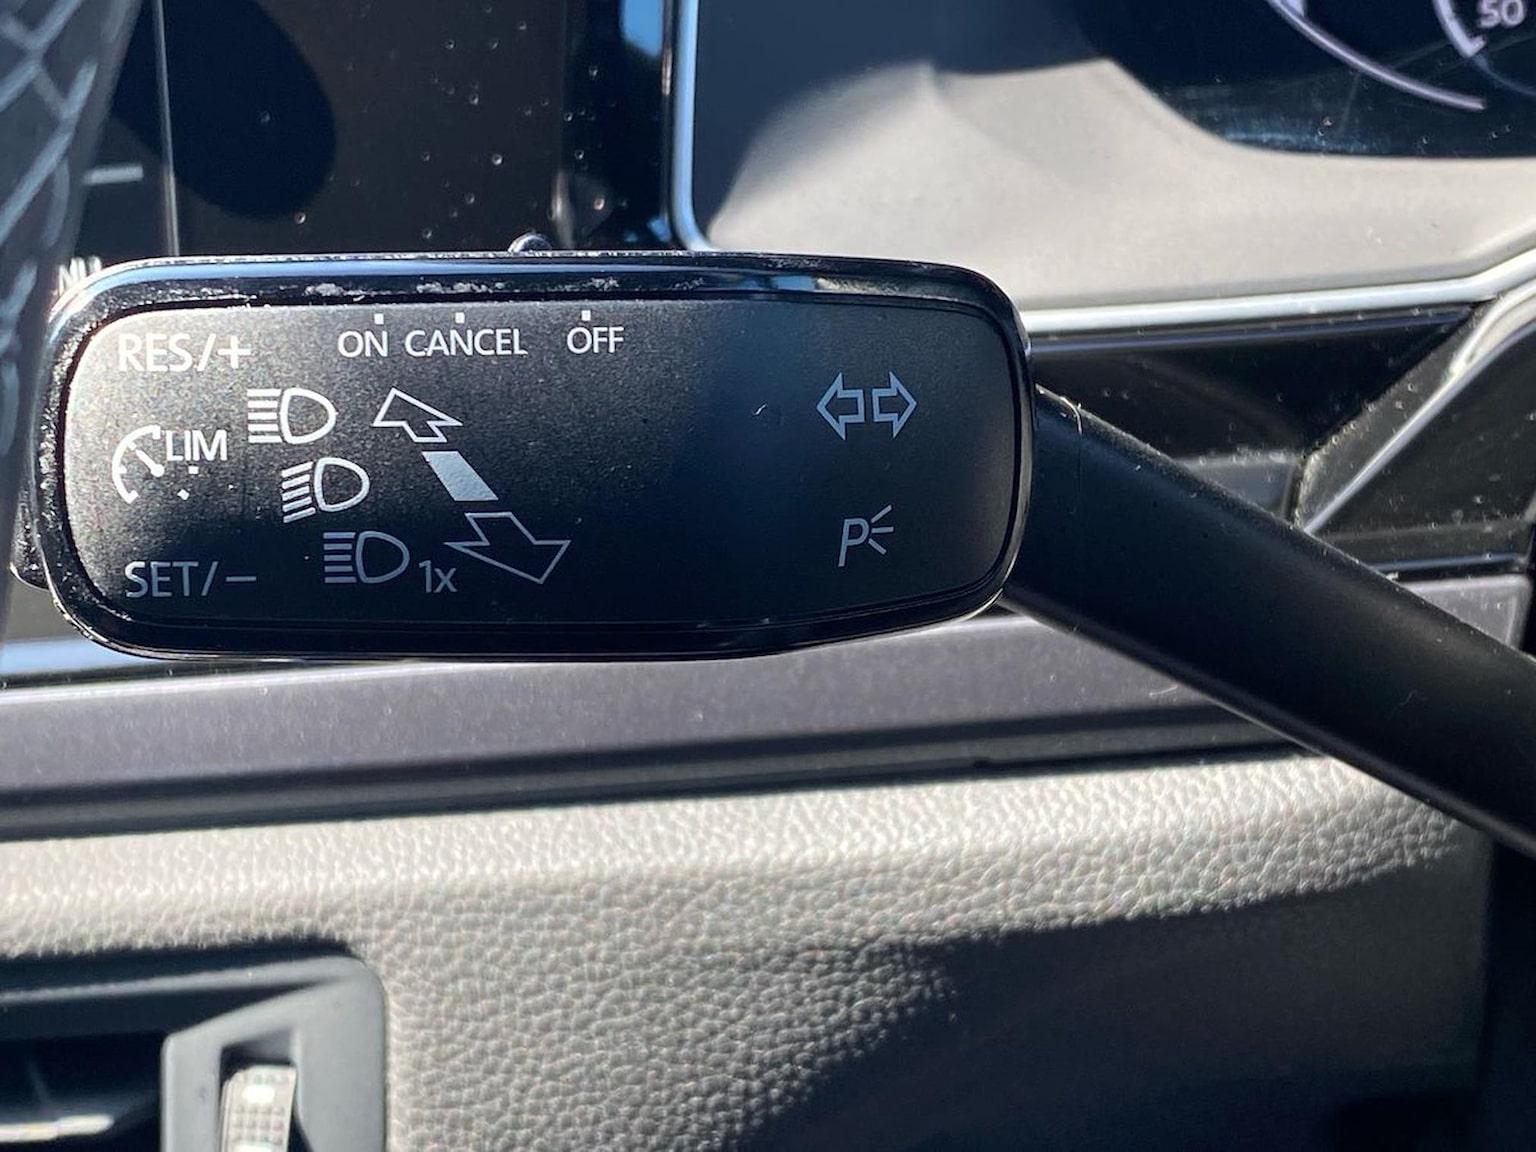 50
RES/+ ON CANCEL OFF
LIM
SET/− 1x
P